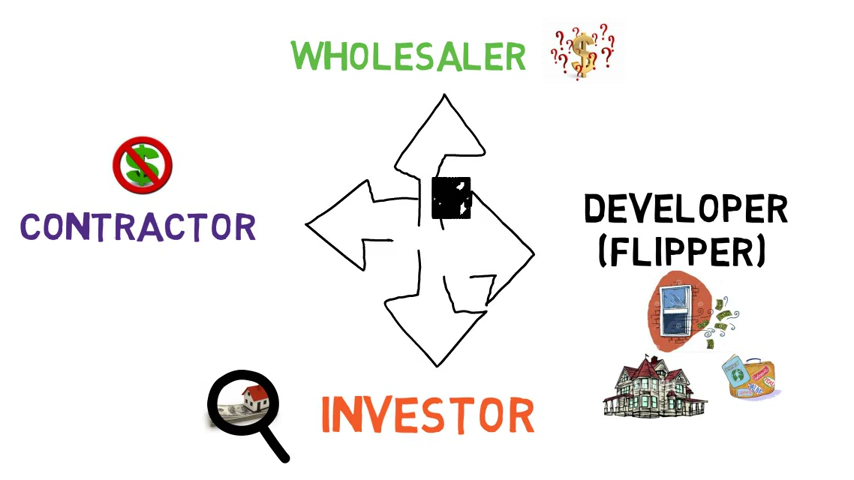 WHOLESALER
CONTRACTOR
DEVELOPER
(FLIPPER)
INVESTOR